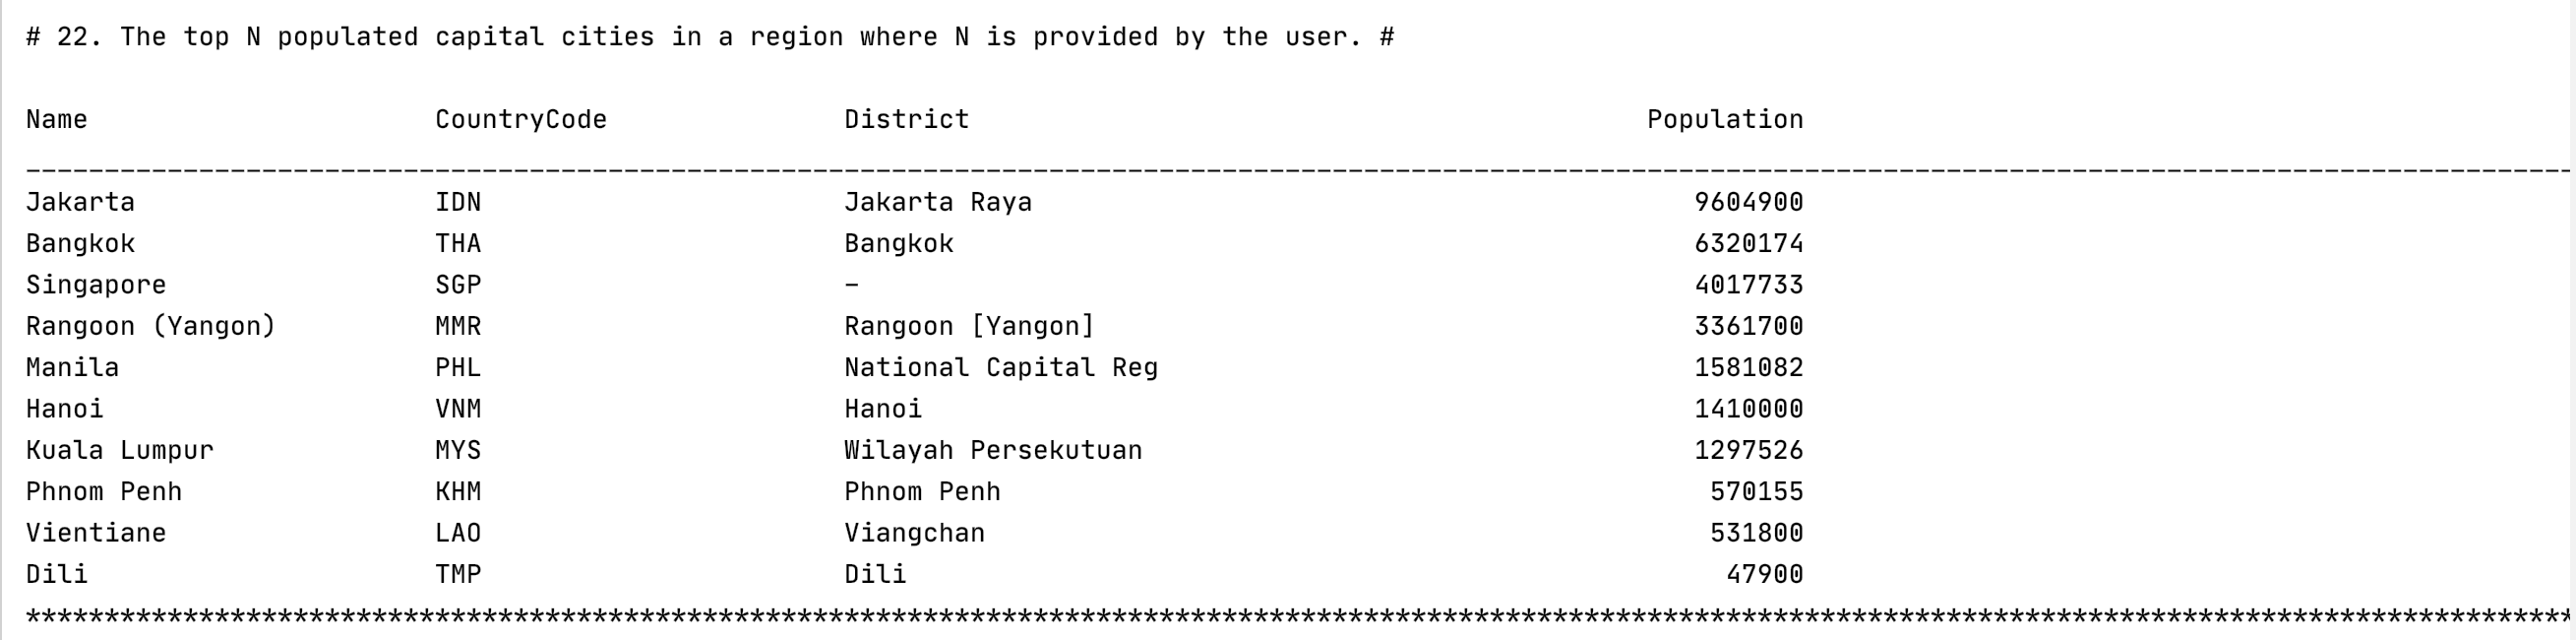 # 22. The top N populated capital cities in a region where N is provided by the user. #
Name CountryCode District Population
----------------------------------------------------------------------------------------------------------------------------------------------------------------
Jakarta IDN Jakarta Raya 9604900
Bangkok THA Bangkok 6320174
Singapore SGP – 4017733
Rangoon (Yangon) MMR Rangoon [Yangon] 3361700
Manila PHL National Capital Reg 1581082
Hanoi VNM Hanoi 1410000
Kuala Lumpur MYS Wilayah Persekutuan 1297526
Phnom Penh KHM Phnom Penh 570155
Vientiane LAO Viangchan 531800
Dili TMP Dili 47900
******************************************************************************************************************************************************************